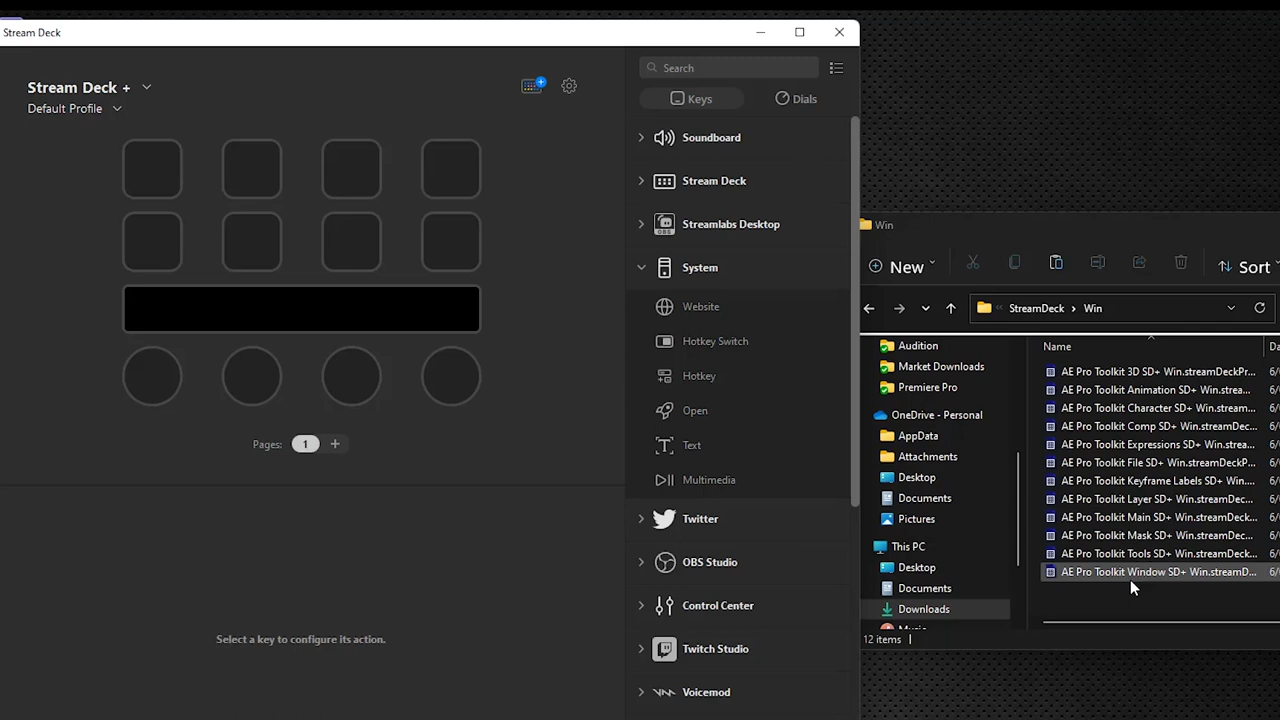 Stream Deck
Stream Deck +
Default Profile
Pages: 1 +
Select a key to configure its action.
Search
Keys
Dials
Soundboard
Stream Deck
Streamlabs Desktop
OBS
System
Website
Hotkey Switch
Hotkey
Open
Text
Multimedia
Twitter
OBS Studio
Control Center
Twitch Studio
Voicemod
Win
New
Sort
StreamDeck > Win
Audition
Market Downloads
Premiere Pro
OneDrive - Personal
AppData
Attachments
Desktop
Documents
Pictures
This PC
Desktop
Documents
Downloads
Name
AE Pro Toolkit 3D SD+ Win.streamDeckPr...
AE Pro Toolkit Animation SD+ Win.strea...
AE Pro Toolkit Character SD+ Win.stream...
AE Pro Toolkit Comp SD+ Win.streamDec...
AE Pro Toolkit Expressions SD+ Win.strea...
AE Pro Toolkit File SD+ Win.streamDeckP...
AE Pro Toolkit Keyframe Labels SD+ Win....
AE Pro Toolkit Layer SD+ Win.streamDec...
AE Pro Toolkit Main SD+ Win.streamDeck...
AE Pro Toolkit Mask SD+ Win.streamDec...
AE Pro Toolkit Tools SD+ Win.streamDeck...
AE Pro Toolkit Window SD+ Win.streamD...
12 items